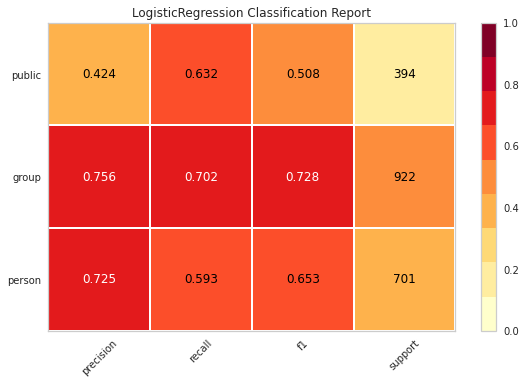 LogisticRegression Classification Report
public 0.424 0.632 0.508 394
group 0.756 0.702 0.728 922
person 0.725 0.593 0.653 701
precision recall f1 support
1.0
0.8
0.6
0.4
0.2
0.0